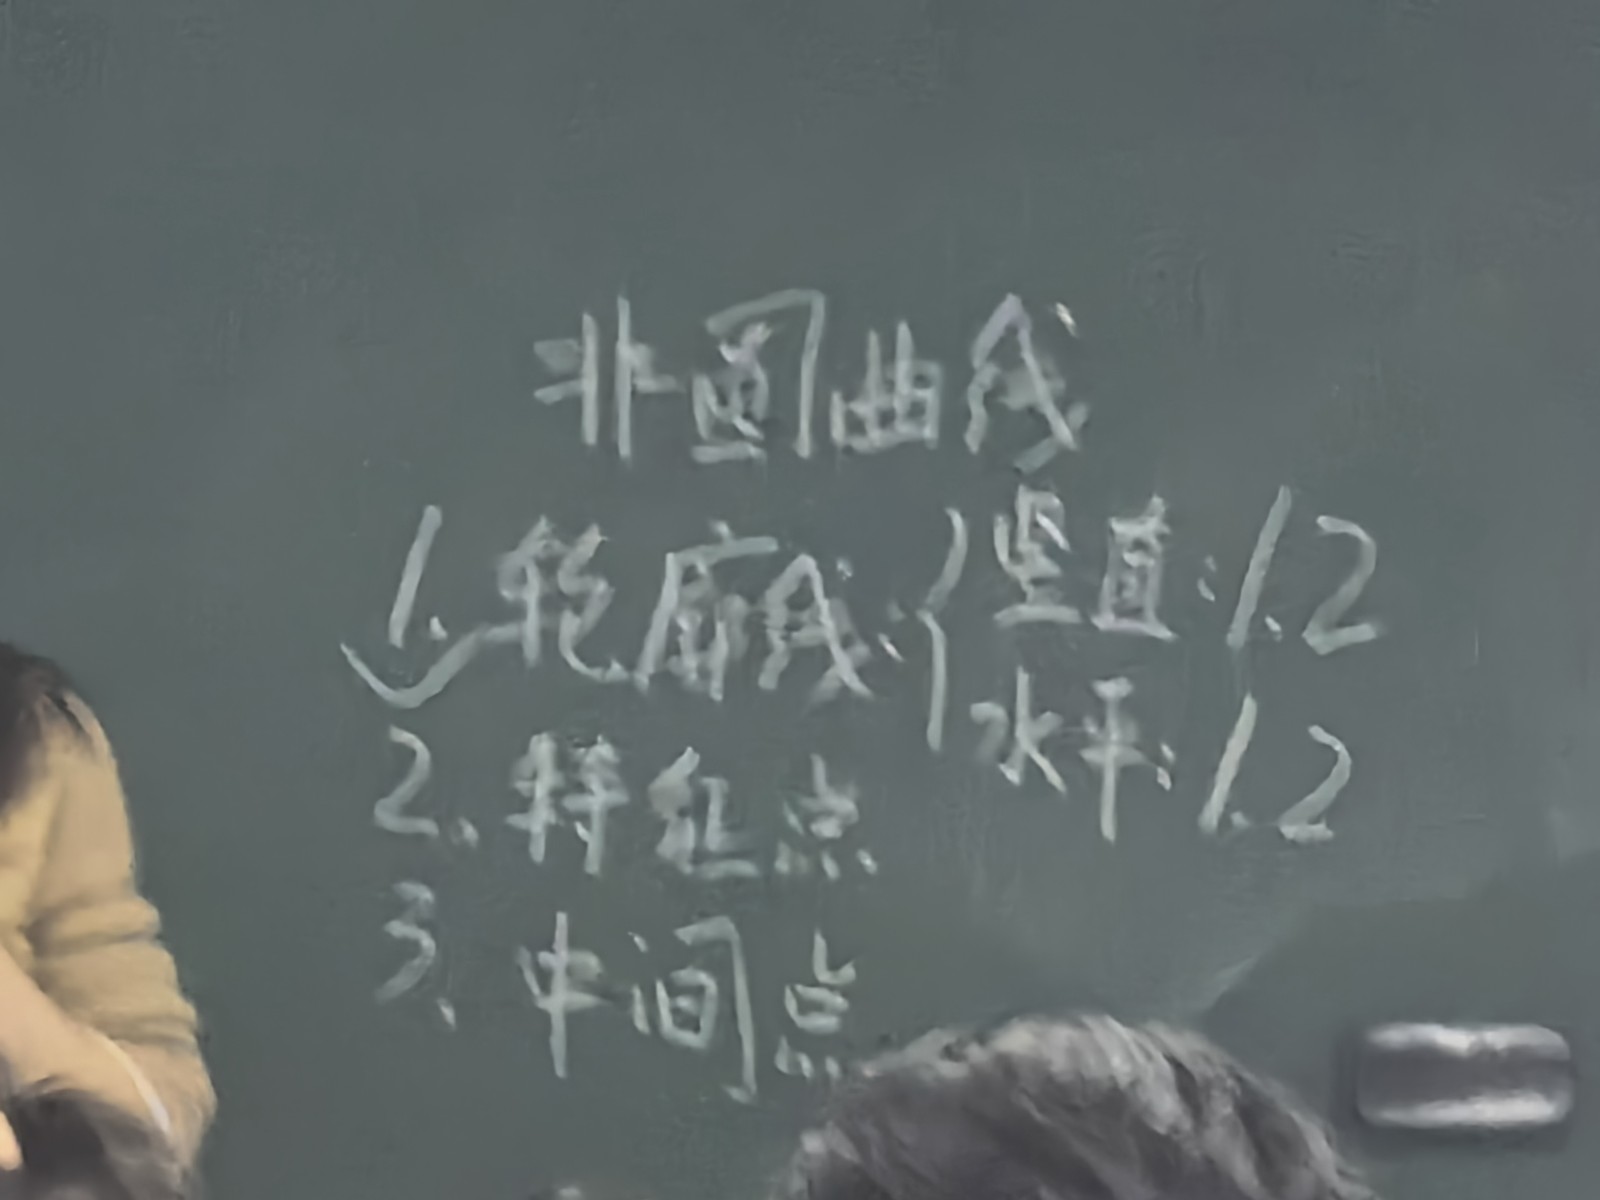 非圆曲线
1. 轮廓线: { 竖直: 1. 2
水平: 1. 2
2. 特征点
3. 中间点